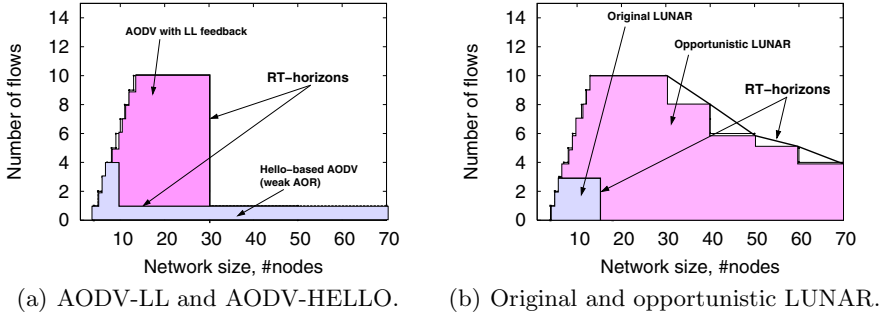 Number of flows
14
12
10
8
6
4
2
0
AODV with LL feedback
RT-horizons
Hello-based AODV
(weak AOR)
10 20 30 40 50 60 70
Network size, #nodes
(a) AODV-LL and AODV-HELLO.
Number of flows
14
12
10
8
6
4
2
0
Original LUNAR
Opportunistic LUNAR
RT-horizons
10 20 30 40 50 60 70
Network size, #nodes
(b) Original and opportunistic LUNAR.